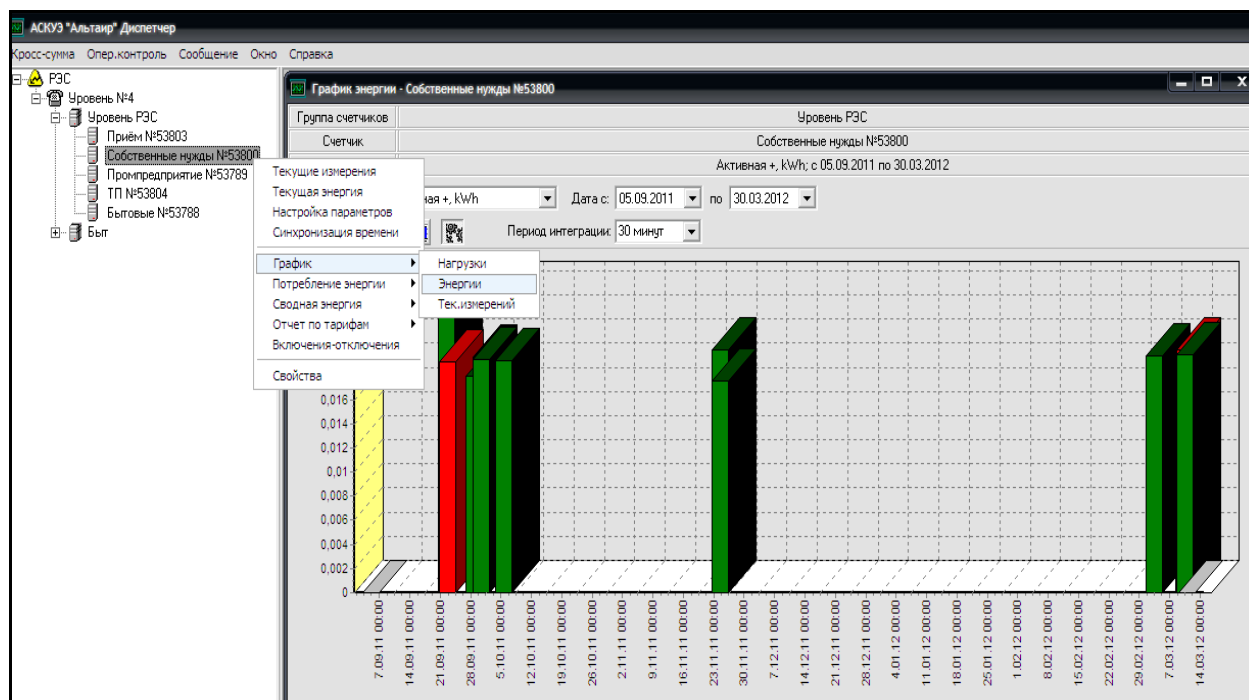 АСКУЭ "Альтаир" Диспетчер
Кросс-сумма Опер.контроль Сообщение Окно Справка
РЭС
Уровень №4
Уровень РЭС
Приём №53803
Собственные нужды №53800
Промпредприятие №53789
ТП №53804
Бытовые №53788
Быт
Текущие измерения
Текущая энергия
Настройка параметров
Синхронизация времени
График
Потребление энергии
Сводная энергия
Отчет по тарифам
Включения-отключения
Свойства
Нагрузки
Энергии
Тек.измерений
График энергии - Собственные нужды №53800
Группа счетчиков Уровень РЭС
Счетчик Собственные нужды №53800
Активная +, kWh; с 05.09.2011 по 30.03.2012
ная +, kWh Дата с: 05.09.2011 по 30.03.2012
Период интеграции: 30 минут
0,016
0,014
0,012
0,01
0,008
0,006
0,004
0,002
0
7.09.11 00:00
14.09.11 00:00
21.09.11 00:00
28.09.11 00:00
5.10.11 00:00
12.10.11 00:00
19.10.11 00:00
26.10.11 00:00
2.11.11 00:00
9.11.11 00:00
16.11.11 00:00
23.11.11 00:00
30.11.11 00:00
7.12.11 00:00
14.12.11 00:00
21.12.11 00:00
28.12.11 00:00
4.01.12 00:00
11.01.12 00:00
18.01.12 00:00
25.01.12 00:00
1.02.12 00:00
8.02.12 00:00
15.02.12 00:00
22.02.12 00:00
29.02.12 00:00
7.03.12 00:00
14.03.12 00:00